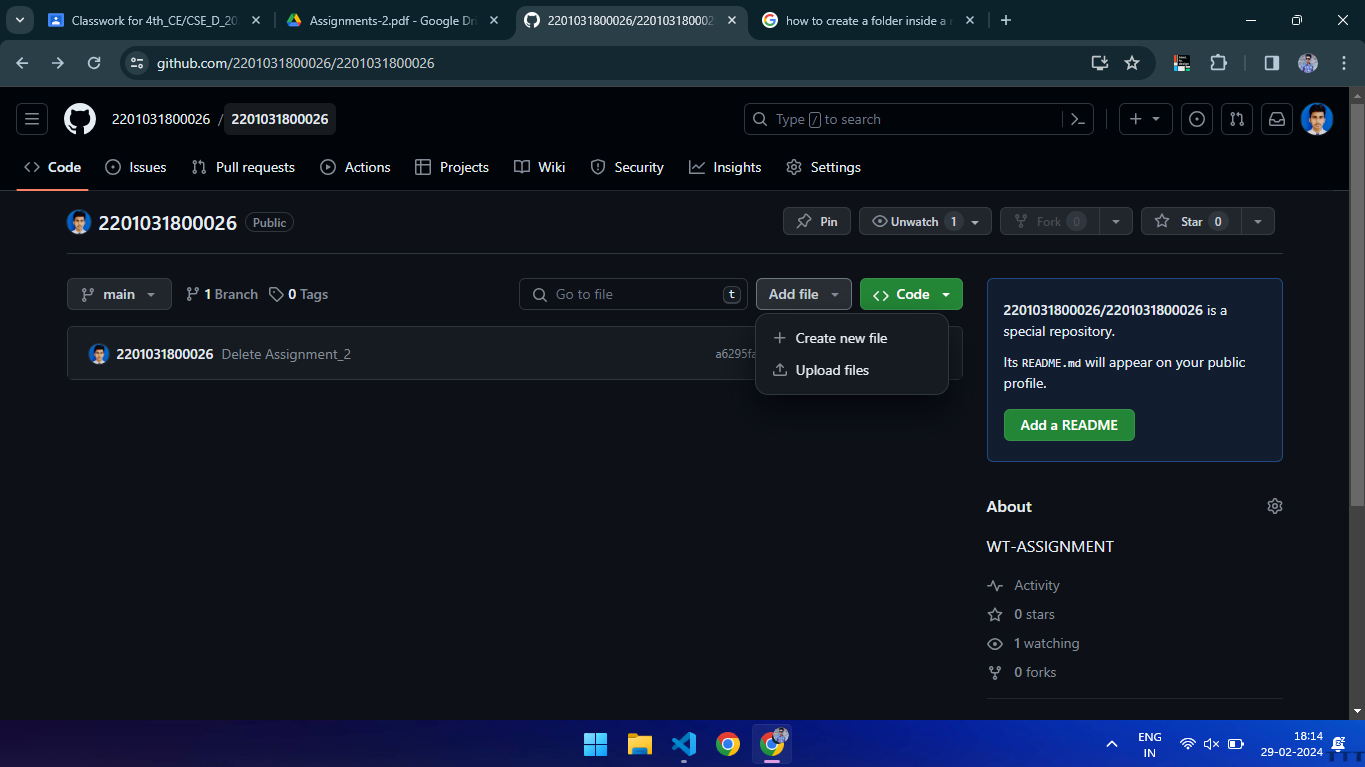 Classwork for 4th_CE/CSE_D_20
Assignments-2.pdf - Google Dri
2201031800026/2201031800026
how to create a folder inside a r
github.com/2201031800026/2201031800026
2201031800026 / 2201031800026
Type / to search
Code
Issues
Pull requests
Actions
Projects
Wiki
Security
Insights
Settings
2201031800026 Public
Pin
Unwatch 1
Fork 0
Star 0
main
1 Branch
0 Tags
Go to file t
Add file
Code
Create new file
Upload files
2201031800026 Delete Assignment_2
a6295fa
2201031800026/2201031800026 is a
special repository.
Its README.md will appear on your public
profile.
Add a README
About
WT-ASSIGNMENT
Activity
0 stars
1 watching
0 forks
ENG
IN
18:14
29-02-2024